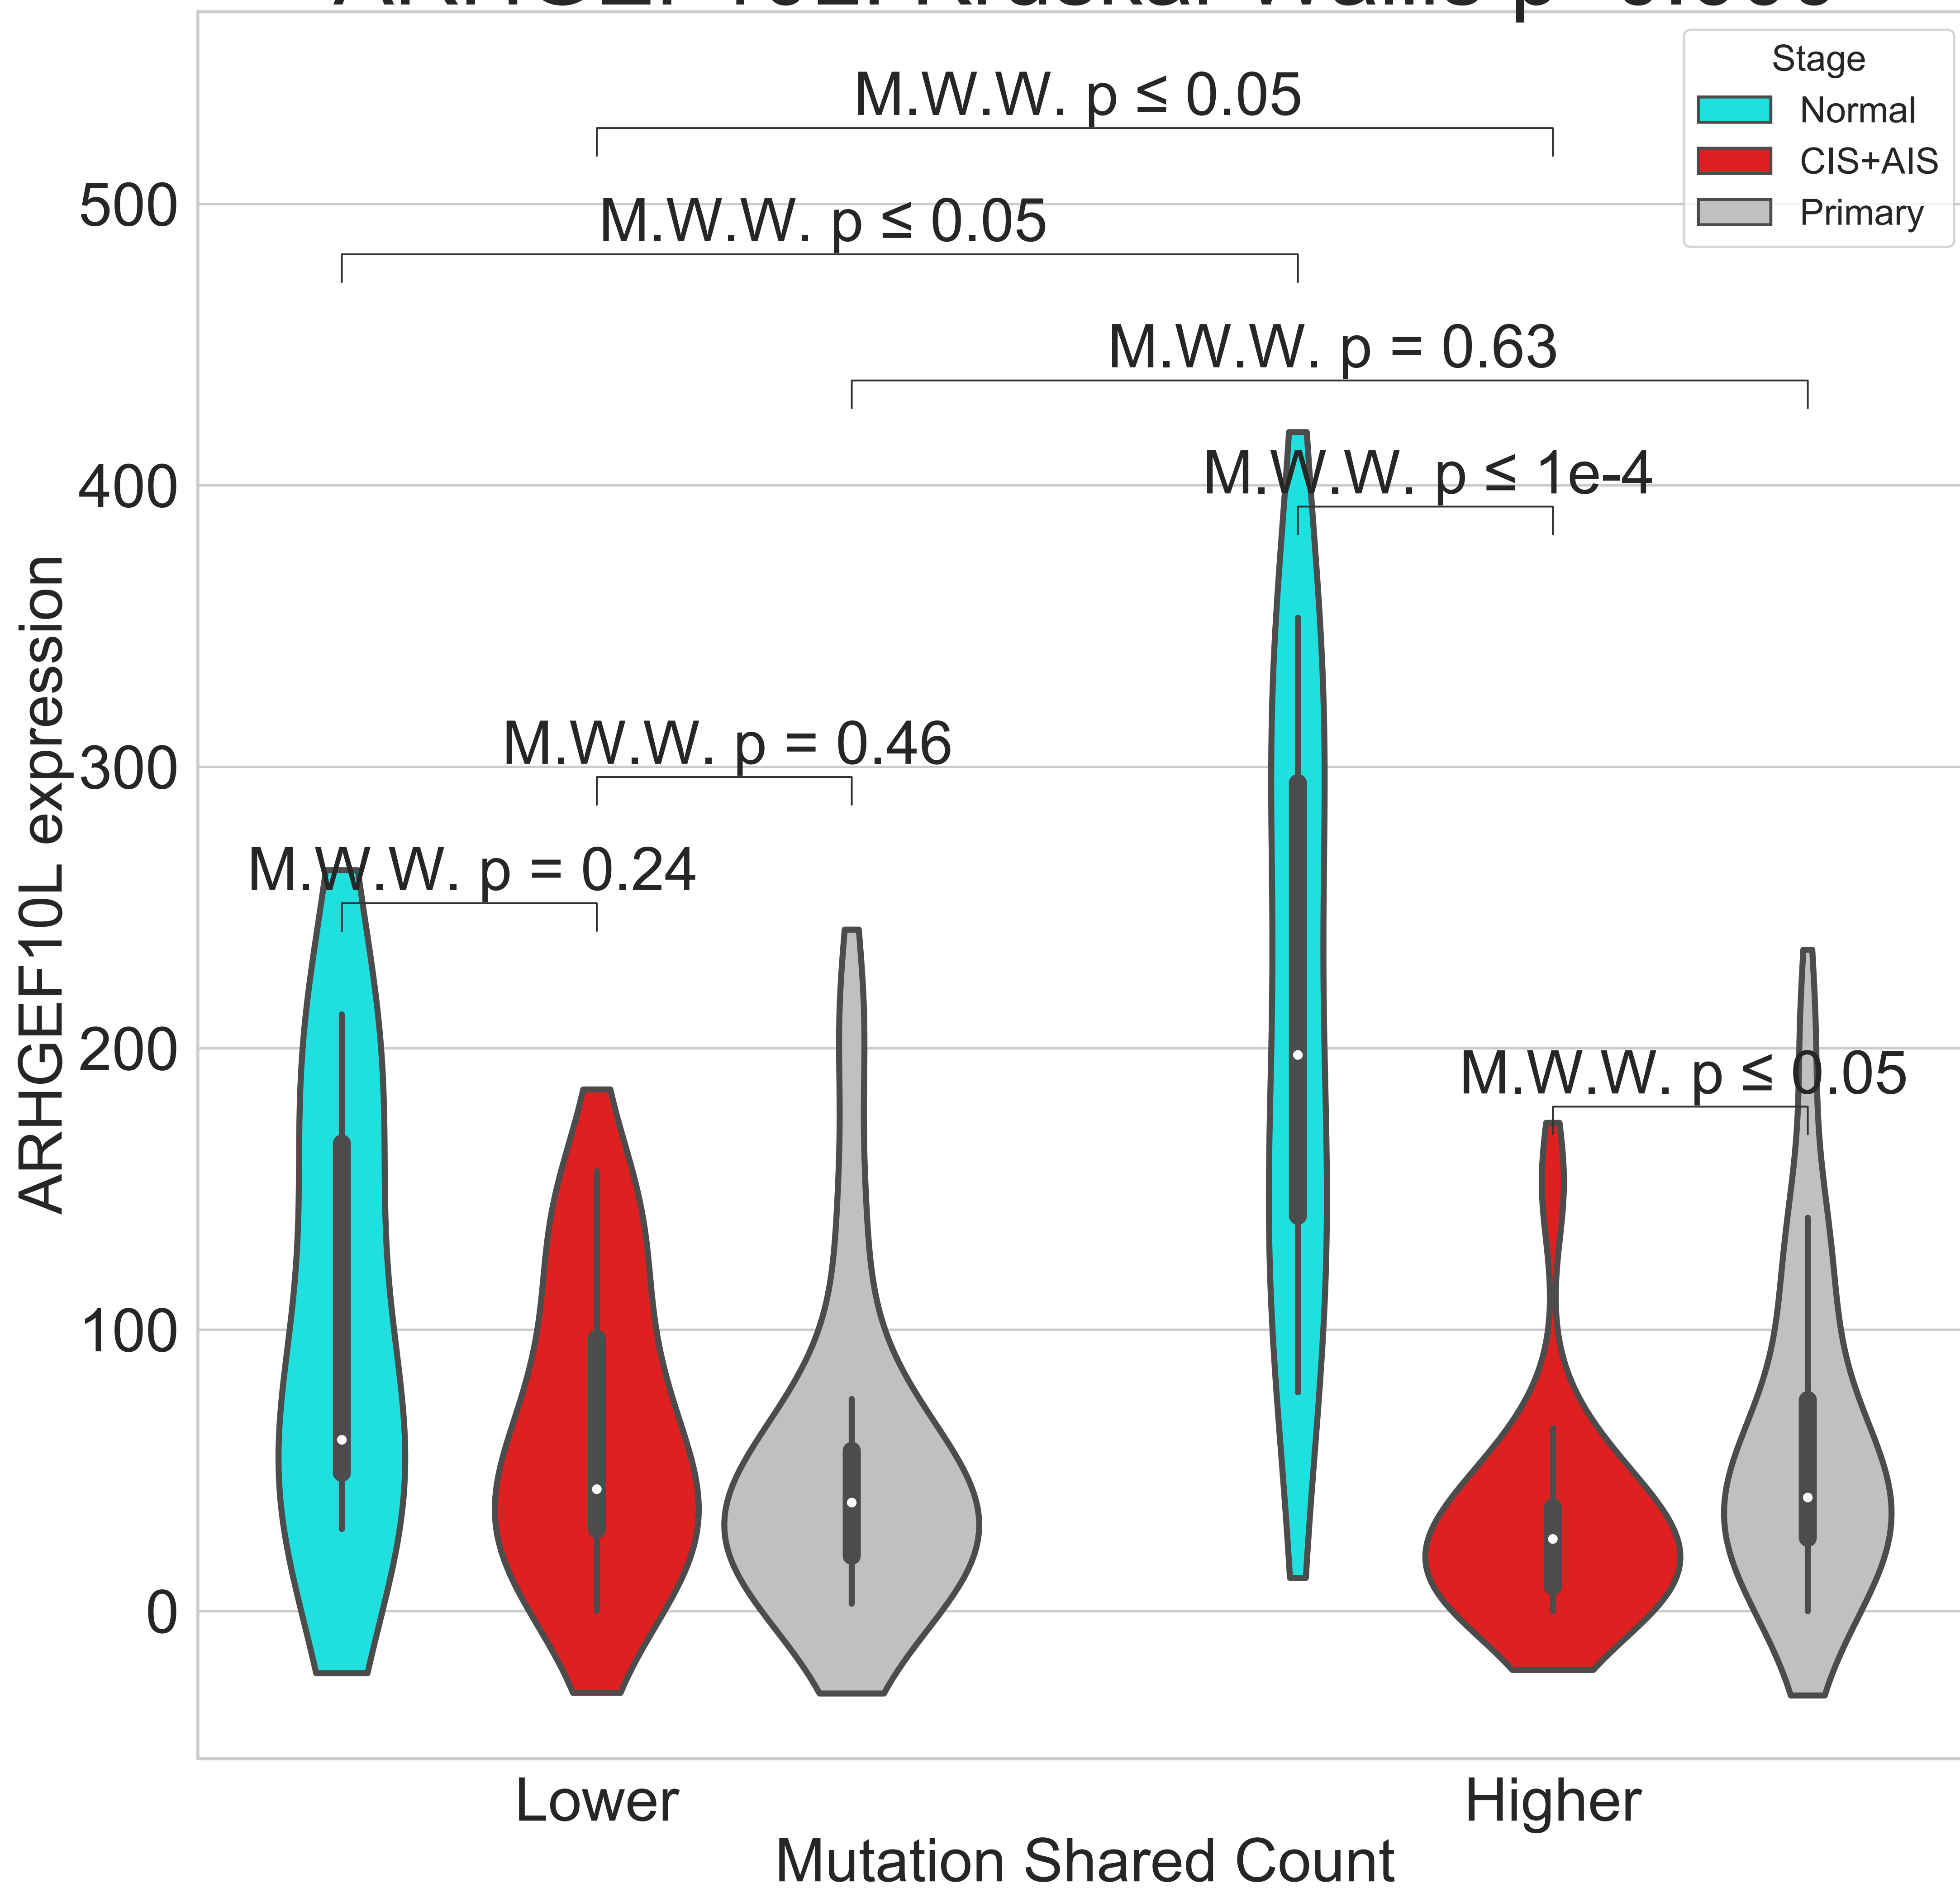 Stage
Normal
CIS+AIS
Primary
M.W.W. p ≤ 0.05
M.W.W. p ≤ 0.05
M.W.W. p = 0.63
M.W.W. p ≤ 1e-4
M.W.W. p = 0.46
M.W.W. p = 0.24
M.W.W. p ≤ 0.05
500
400
300
200
100
0
ARHGEF10L expression
Lower
Higher
Mutation Shared Count